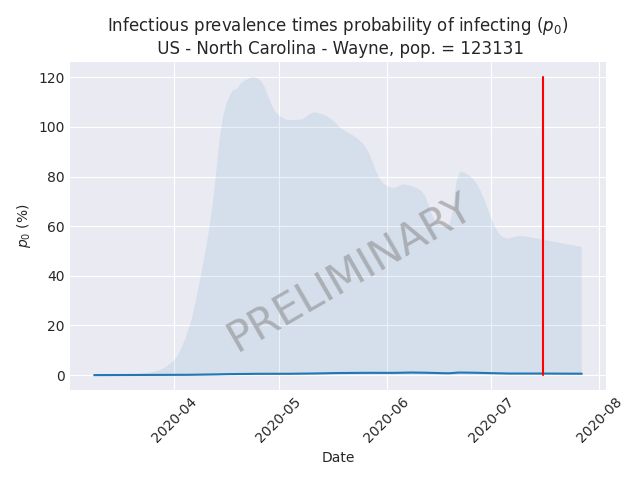 Infectious prevalence times probability of infecting (p₀)
US - North Carolina - Wayne, pop. = 123131
120
100
80
60
40
20
0
p₀ (%)
PRELIMINARY
2020-04
2020-05
2020-06
2020-07
2020-08
Date